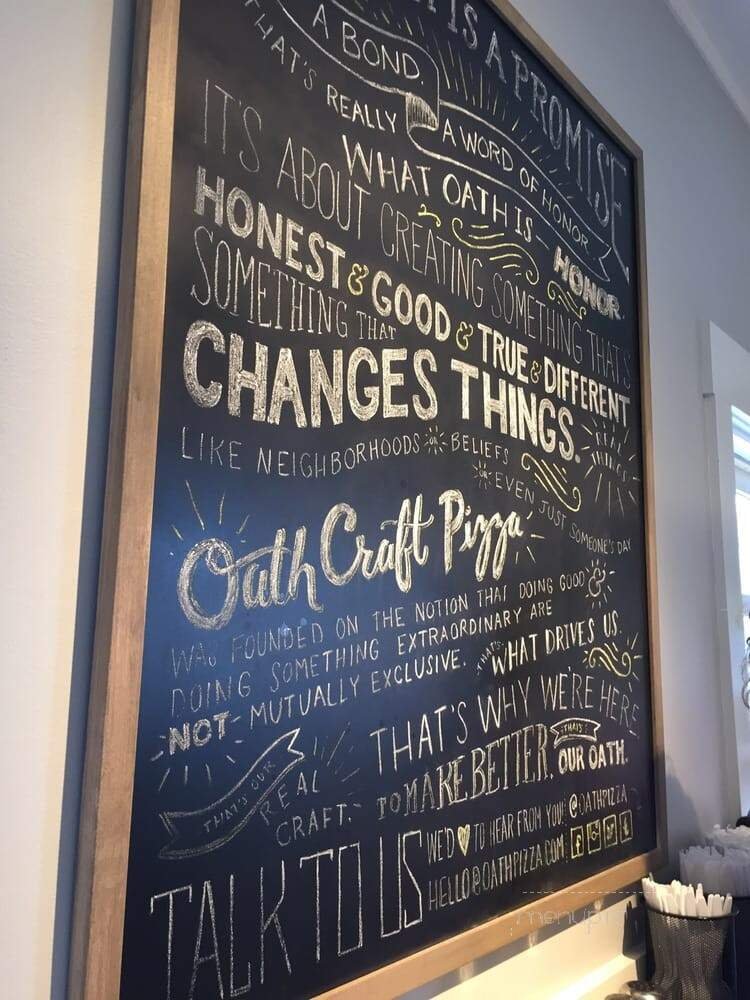 IS A PROMISE
A BOND.
A WORD OF HONOR.
THAT'S REALLY
WHAT OATH IS – HONOR.
IT'S ABOUT CREATING SOMETHING THAT'S
HONEST & GOOD & TRUE & DIFFERENT
SOMETHING THAT
CHANGES THINGS.
LIKE NEIGHBORHOODS OR BELIEFS
OR EVEN JUST SOMEONE'S DAY
Oath Craft Pizza
WAS FOUNDED ON THE NOTION THAT DOING GOOD &
DOING SOMETHING EXTRAORDINARY ARE
NOT MUTUALLY EXCLUSIVE. THAT'S WHAT DRIVES US.
THAT'S OUR
REAL
CRAFT.
THAT'S WHY WE'RE HERE
TO MAKE BETTER. THAT'S OUR OATH.
TALK TO US
WE'D TO HEAR FROM YOU! @OATHPIZZA
HELLO@OATHPIZZA.COM
menupix